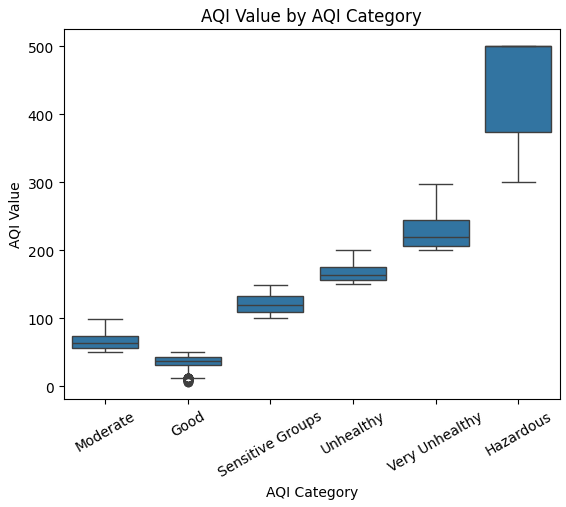 AQI Value by AQI Category
AQI Value
500
400
300
200
100
0
Moderate
Good
Sensitive Groups
Unhealthy
Very Unhealthy
Hazardous
AQI Category